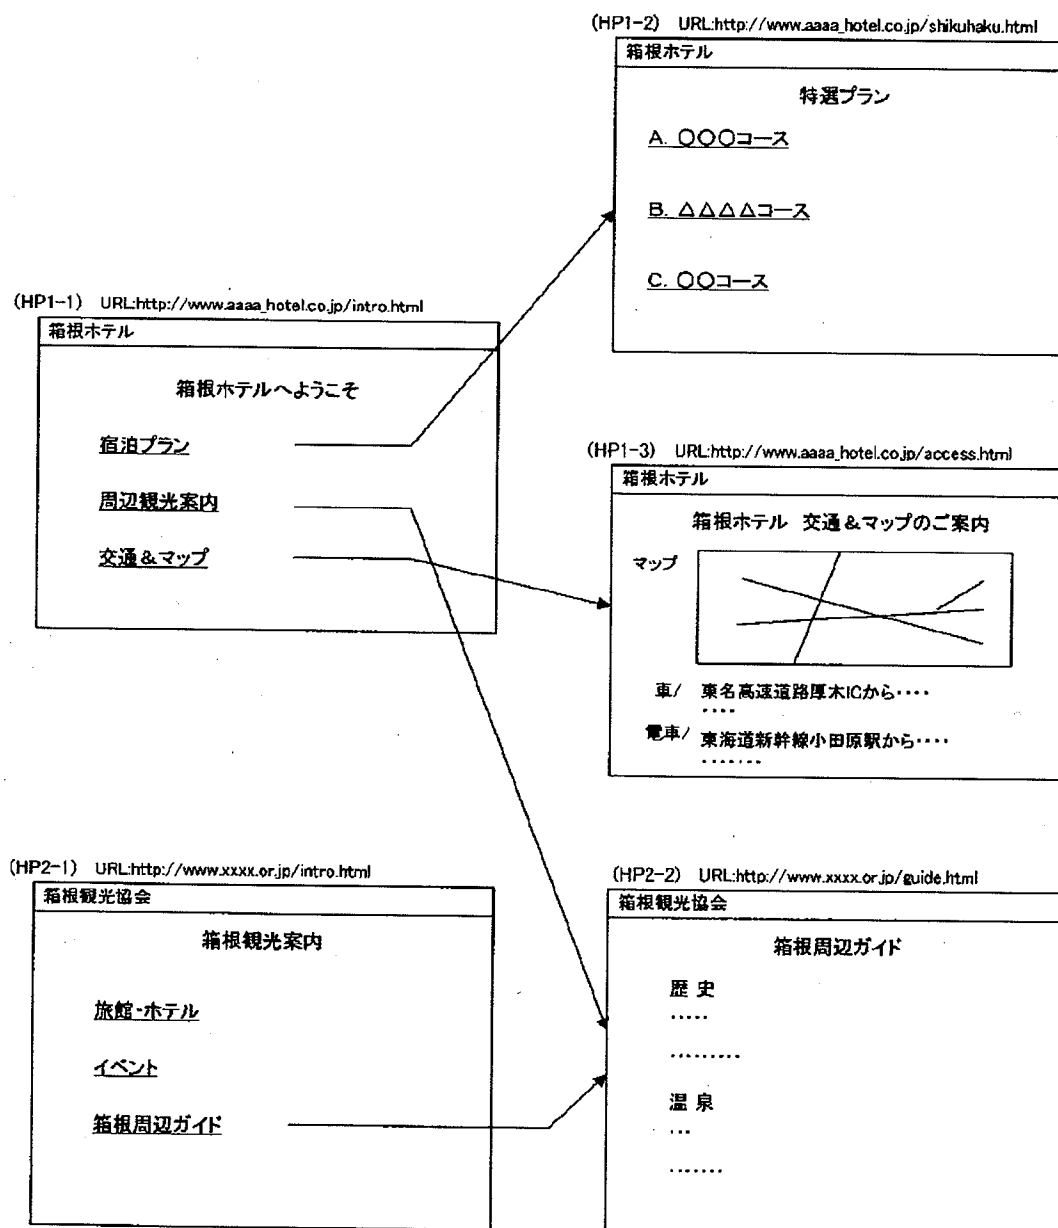 (HP1-2) URL:http://www.aaaa_hotel.co.jp/shikuhaku.html
箱根ホテル
特選プラン
A. 〇〇〇コース
B. △△△△コース
C. 〇〇コース
(HP1-1) URL:http://www.aaaa_hotel.co.jp/intro.html
箱根ホテル
箱根ホテルへようこそ
宿泊プラン
周辺観光案内
交通&マップ
(HP1-3) URL:http://www.aaaa_hotel.co.jp/access.html
箱根ホテル
箱根ホテル 交通&マップのご案内
マップ
車/ 東名高速道路厚木ICから‥‥
‥‥
電車/ 東海道新幹線小田原駅から‥‥
‥‥‥.
(HP2-1) URL:http://www.xxxx.or.jp/intro.html
箱根観光協会
箱根観光案内
旅館・ホテル
イベント
箱根周辺ガイド
(HP2-2) URL:http://www.xxxx.or.jp/guide.html
箱根観光協会
箱根周辺ガイド
歴 史
‥‥.
‥‥‥‥.
温 泉
…
‥‥‥.